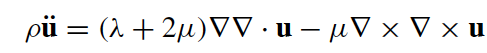 ρü = (λ + 2μ)∇∇ · u − μ∇ × ∇ × u